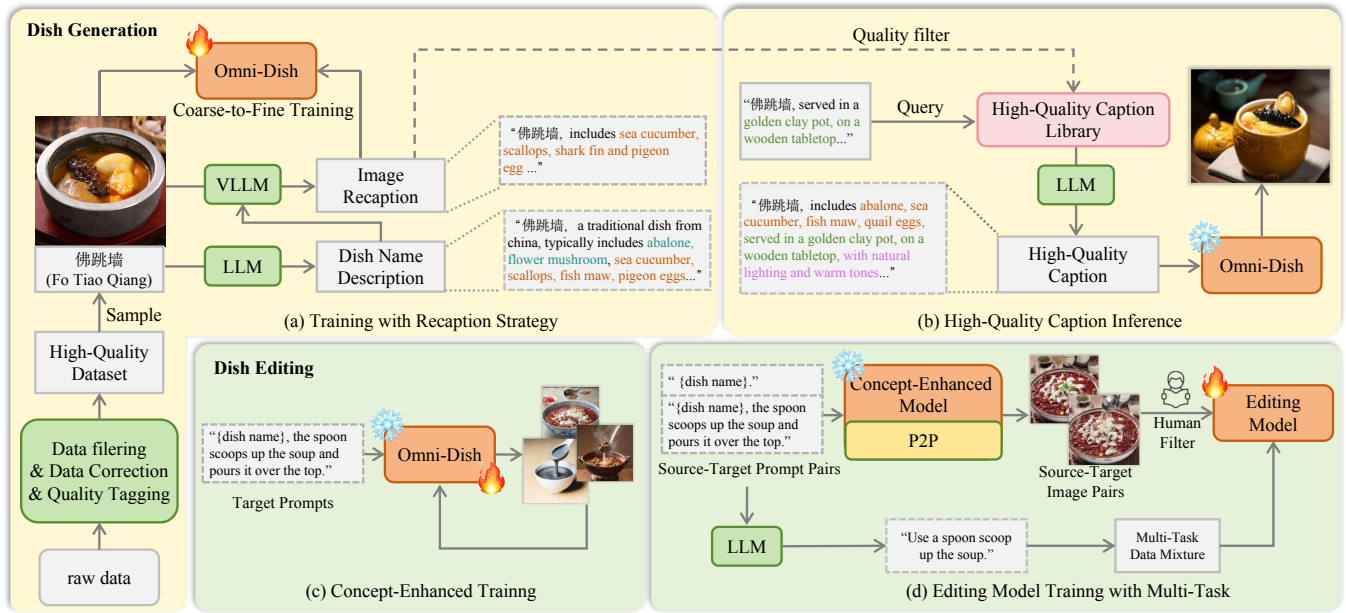 Dish Generation
Omni-Dish
Coarse-to-Fine Training
VLLM
Image
Recaption
“佛跳墙, includes sea cucumber,
scallops, shark fin and pigeon
egg ...”
佛跳墙
(Fo Tiao Qiang)
LLM
Dish Name
Description
“佛跳墙, a traditional dish from
china, typically includes abalone,
flower mushroom, sea cucumber,
scallops, fish maw, pigeon eggs...”
Sample
High-Quality
Dataset
Data filering
& Data Correction
& Quality Tagging
raw data
(a) Training with Recaption Strategy
Quality filter
“佛跳墙, served in a
golden clay pot, on a
wooden tabletop...”
Query
High-Quality Caption
Library
LLM
“佛跳墙, includes abalone, sea
cucumber, fish maw, quail eggs,
served in a golden clay pot, on a
wooden tabletop, with natural
lighting and warm tones...”
High-Quality
Caption
Omni-Dish
(b) High-Quality Caption Inference
Dish Editing
“{dish name}, the spoon
scoops up the soup and
pours it over the top.”
Target Prompts
Omni-Dish
(c) Concept-Enhanced Trainng
“ {dish name}.”
“{dish name}, the spoon
scoops up the soup and
pours it over the top.”
Source-Target Prompt Pairs
Concept-Enhanced
Model
P2P
Source-Target
Image Pairs
Human
Filter
Editing
Model
LLM
“Use a spoon scoop
up the soup.”
Multi-Task
Data Mixture
(d) Editing Model Trainng with Multi-Task